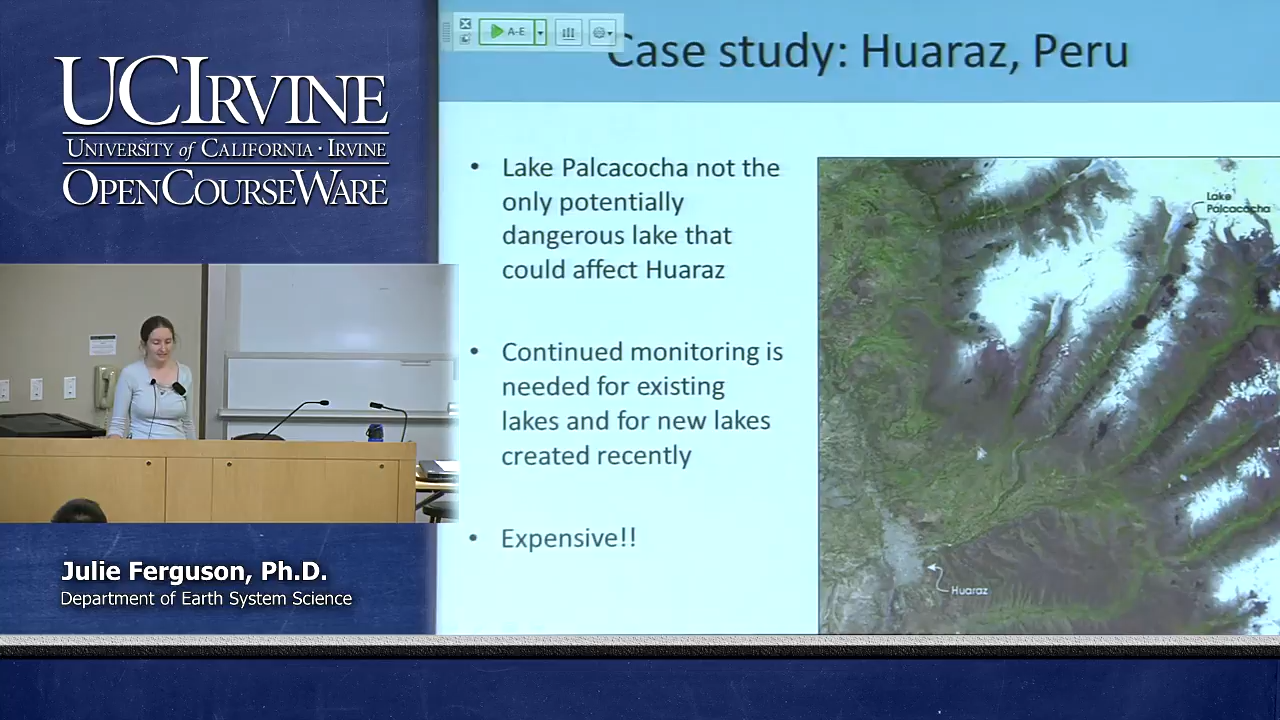 UCIRVINE
UNIVERSITY of CALIFORNIA · IRVINE
OPENCOURSEWARE
Julie Ferguson, Ph.D.
Department of Earth System Science
A-E
Case study: Huaraz, Peru
• Lake Palcacocha not the
only potentially
dangerous lake that
could affect Huaraz
• Continued monitoring is
needed for existing
lakes and for new lakes
created recently
• Expensive!!
Lake
Palcacocha
Huaraz